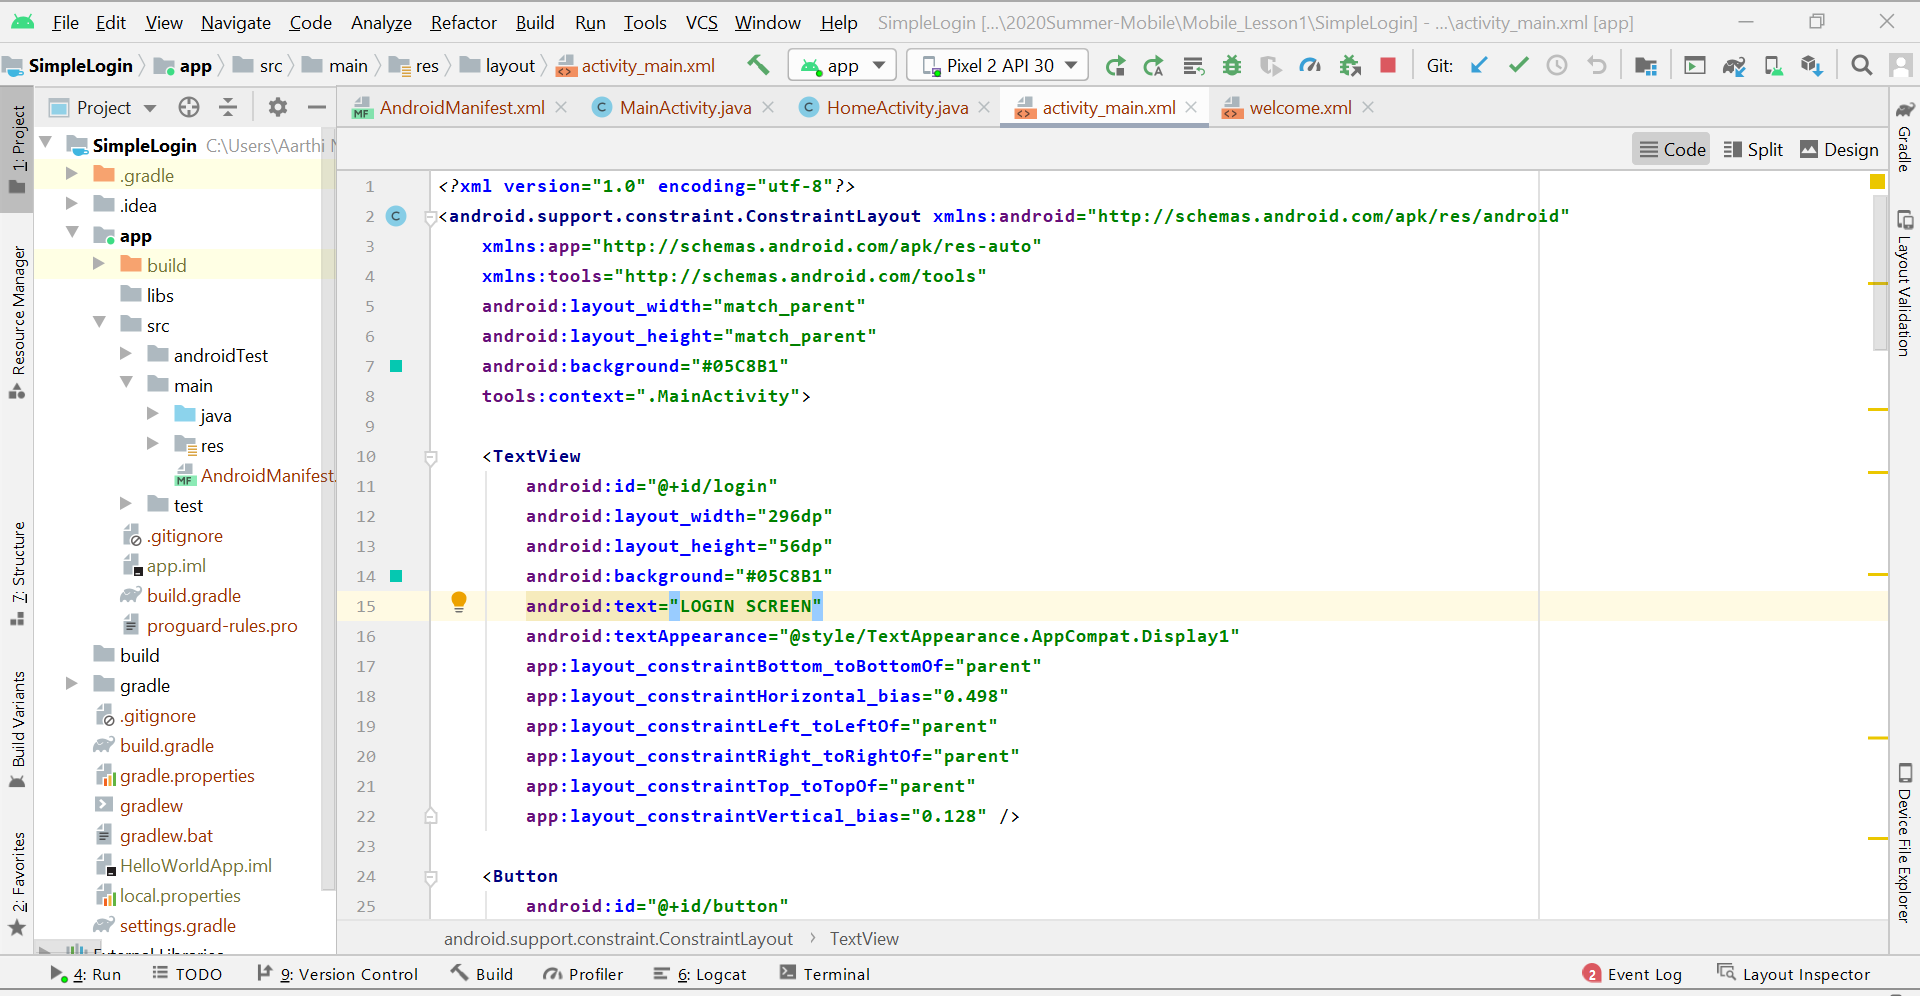 File Edit View Navigate Code Analyze Refactor Build Run Tools VCS Window Help SimpleLogin [...\2020Summer-Mobile\Mobile_Lesson1\SimpleLogin] - ...\activity_main.xml [app]
SimpleLogin app src main res layout activity_main.xml app Pixel 2 API 30 Git:
Project
AndroidManifest.xml MainActivity.java HomeActivity.java activity_main.xml welcome.xml
Code Split Design
1: Project
Resource Manager
7: Structure
Build Variants
2: Favorites
SimpleLogin C:\Users\Aarthi
.gradle
.idea
app
build
libs
src
androidTest
main
java
res
AndroidManifest.
test
.gitignore
app.iml
build.gradle
proguard-rules.pro
build
gradle
.gitignore
build.gradle
gradle.properties
gradlew
gradlew.bat
HelloWorldApp.iml
local.properties
settings.gradle
External Libraries
1 <?xml version="1.0" encoding="utf-8"?>
2 <android.support.constraint.ConstraintLayout xmlns:android="http://schemas.android.com/apk/res/android"
3 xmlns:app="http://schemas.android.com/apk/res-auto"
4 xmlns:tools="http://schemas.android.com/tools"
5 android:layout_width="match_parent"
6 android:layout_height="match_parent"
7 android:background="#05C8B1"
8 tools:context=".MainActivity">
9
10 <TextView
11 android:id="@+id/login"
12 android:layout_width="296dp"
13 android:layout_height="56dp"
14 android:background="#05C8B1"
15 android:text="LOGIN SCREEN"
16 android:textAppearance="@style/TextAppearance.AppCompat.Display1"
17 app:layout_constraintBottom_toBottomOf="parent"
18 app:layout_constraintHorizontal_bias="0.498"
19 app:layout_constraintLeft_toLeftOf="parent"
20 app:layout_constraintRight_toRightOf="parent"
21 app:layout_constraintTop_toTopOf="parent"
22 app:layout_constraintVertical_bias="0.128" />
23
24 <Button
25 android:id="@+id/button"
android.support.constraint.ConstraintLayout › TextView
Gradle
Layout Validation
Device File Explorer
4: Run TODO 9: Version Control Build Profiler 6: Logcat Terminal 2 Event Log Layout Inspector